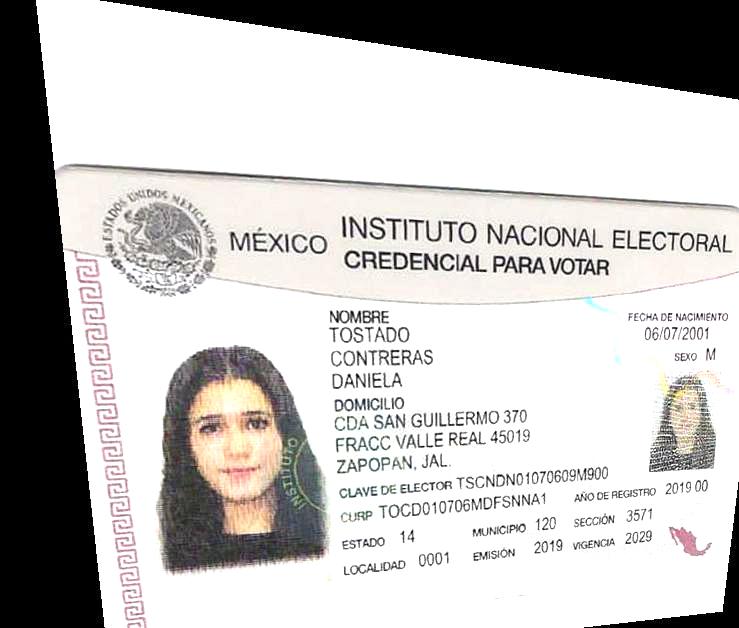 ESTADOS UNIDOS MEXICANOS
MÉXICO INSTITUTO NACIONAL ELECTORAL
CREDENCIAL PARA VOTAR
NOMBRE
TOSTADO
CONTRERAS
DANIELA
FECHA DE NACIMIENTO
06/07/2001
SEXO M
DOMICILIO
CDA SAN GUILLERMO 370
FRACC VALLE REAL 45019
ZAPOPAN, JAL.
CLAVE DE ELECTOR TSCNDN01070609M900
CURP TOCD010706MDFSNNA1 AÑO DE REGISTRO 2019 00
ESTADO 14 MUNICIPIO 120 SECCIÓN 3571
LOCALIDAD 0001 EMISIÓN 2019 VIGENCIA 2029
INSTITUTO